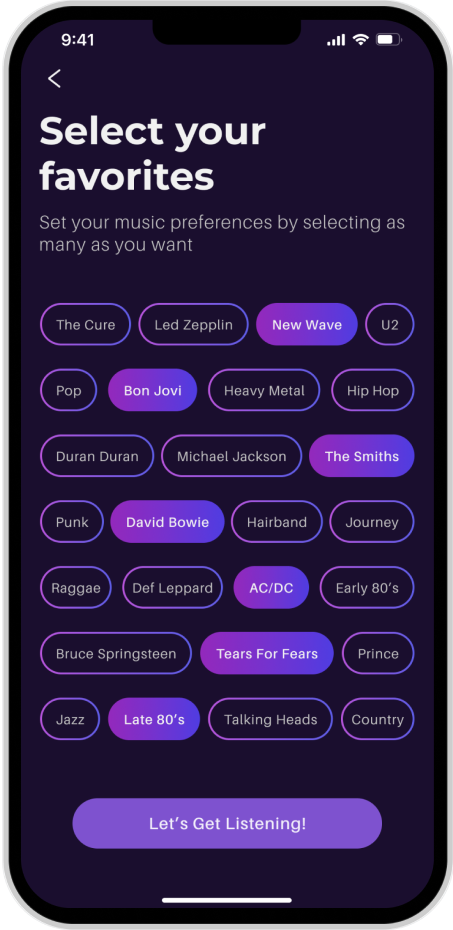 9:41
Select your
favorites
Set your music preferences by selecting as
many as you want
The Cure Led Zepplin New Wave U2
Pop Bon Jovi Heavy Metal Hip Hop
Duran Duran Michael Jackson The Smiths
Punk David Bowie Hairband Journey
Raggae Def Leppard AC/DC Early 80’s
Bruce Springsteen Tears For Fears Prince
Jazz Late 80’s Talking Heads Country
Let’s Get Listening!